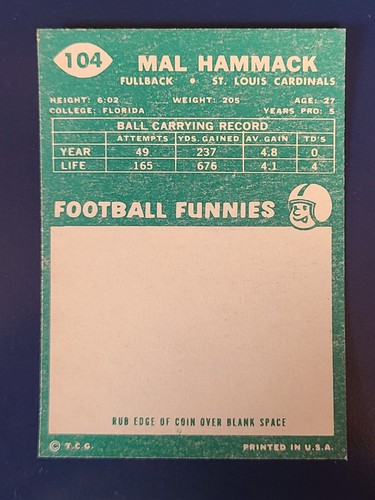 104 MAL HAMMACK
FULLBACK • ST. LOUIS CARDINALS
HEIGHT: 6:02 WEIGHT: 205 AGE: 27
COLLEGE: FLORIDA YEARS PRO: 5
BALL CARRYING RECORD
ATTEMPTS YDS. GAINED AV. GAIN TD'S
YEAR 49 237 4.8 0
LIFE 165 676 4.1 4
FOOTBALL FUNNIES
RUB EDGE OF COIN OVER BLANK SPACE
© T.C.G. PRINTED IN U.S.A.